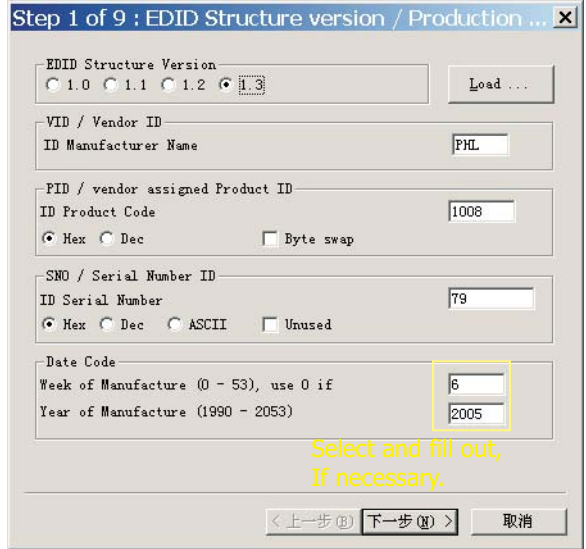 Step 1 of 9 : EDID Structure version / Production ...
EDID Structure Version
1.0 1.1 1.2 1.3
Load ...
VID / Vendor ID
ID Manufacturer Name PHL
PID / vendor assigned Product ID
ID Product Code 1008
Hex Dec Byte swap
SNO / Serial Number ID
ID Serial Number 79
Hex Dec ASCII Unused
Date Code
Week of Manufacture (0 - 53), use 0 if 6
Year of Manufacture (1990 - 2053) 2005
Select and fill out,
If necessary.
< 上一步(B) 下一步(N) > 取消